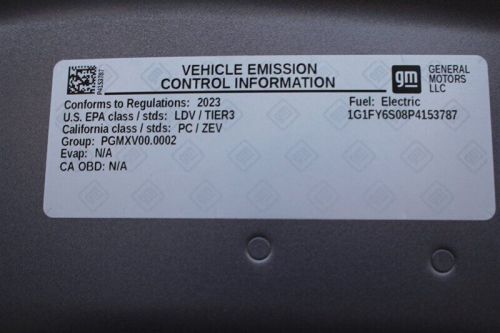 P4153787
VEHICLE EMISSION
CONTROL INFORMATION
gm
GENERAL
MOTORS
LLC
Conforms to Regulations: 2023
U.S. EPA class / stds: LDV / TIER3
California class / stds: PC / ZEV
Group: PGMXV00.0002
Evap: N/A
CA OBD: N/A
Fuel: Electric
1G1FY6S08P4153787